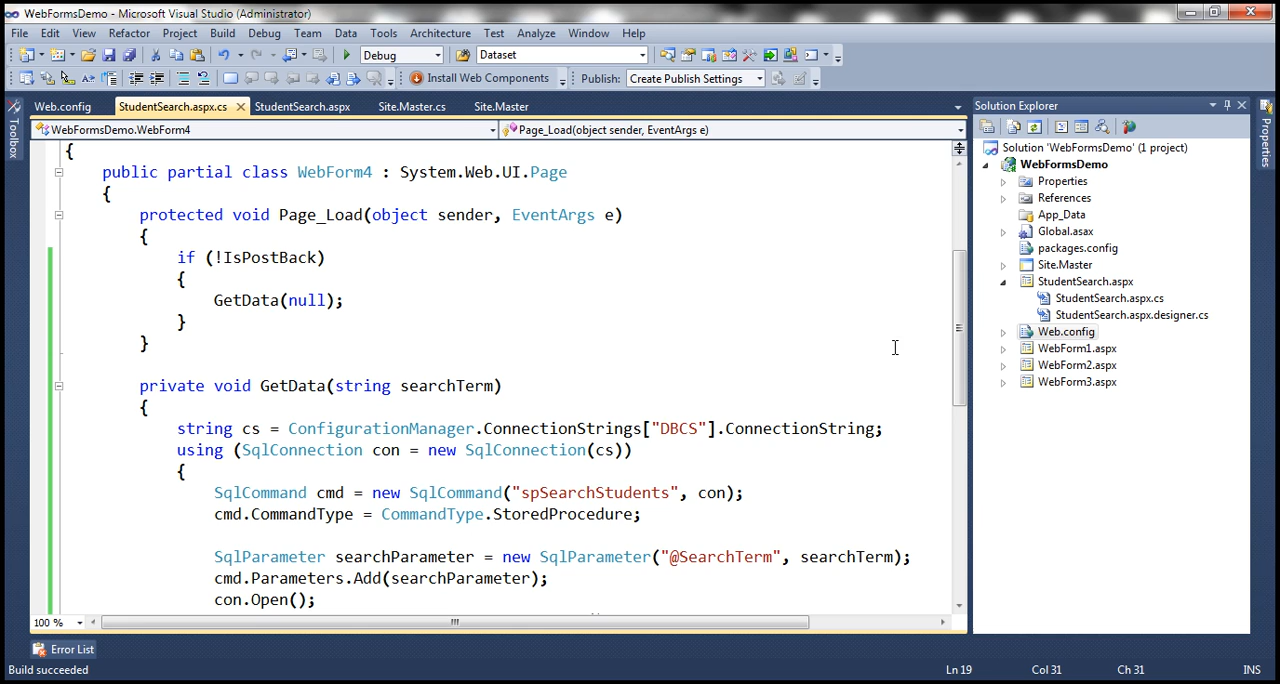 WebFormsDemo - Microsoft Visual Studio (Administrator)
File Edit View Refactor Project Build Debug Team Data Tools Architecture Test Analyze Window Help
Debug Dataset
Install Web Components Publish: Create Publish Settings
Web.config StudentSearch.aspx.cs StudentSearch.aspx Site.Master.cs Site.Master
WebFormsDemo.WebForm4 Page_Load(object sender, EventArgs e)
{
public partial class WebForm4 : System.Web.UI.Page
{
protected void Page_Load(object sender, EventArgs e)
{
if (!IsPostBack)
{
GetData(null);
}
}
private void GetData(string searchTerm)
{
string cs = ConfigurationManager.ConnectionStrings["DBCS"].ConnectionString;
using (SqlConnection con = new SqlConnection(cs))
{
SqlCommand cmd = new SqlCommand("spSearchStudents", con);
cmd.CommandType = CommandType.StoredProcedure;
SqlParameter searchParameter = new SqlParameter("@SearchTerm", searchTerm);
cmd.Parameters.Add(searchParameter);
con.Open();
100 %
Toolbox
Solution Explorer
Solution 'WebFormsDemo' (1 project)
WebFormsDemo
Properties
References
App_Data
Global.asax
packages.config
Site.Master
StudentSearch.aspx
StudentSearch.aspx.cs
StudentSearch.aspx.designer.cs
Web.config
WebForm1.aspx
WebForm2.aspx
WebForm3.aspx
Properties
Error List
Build succeeded Ln 19 Col 31 Ch 31 INS